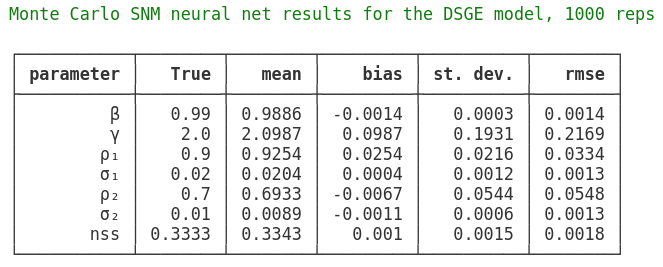 Monte Carlo SNM neural net results for the DSGE model, 1000 reps
parameter True mean bias st. dev. rmse
β 0.99 0.9886 -0.0014 0.0003 0.0014
γ 2.0 2.0987 0.0987 0.1931 0.2169
ρ₁ 0.9 0.9254 0.0254 0.0216 0.0334
σ₁ 0.02 0.0204 0.0004 0.0012 0.0013
ρ₂ 0.7 0.6933 -0.0067 0.0544 0.0548
σ₂ 0.01 0.0089 -0.0011 0.0006 0.0013
nss 0.3333 0.3343 0.001 0.0015 0.0018